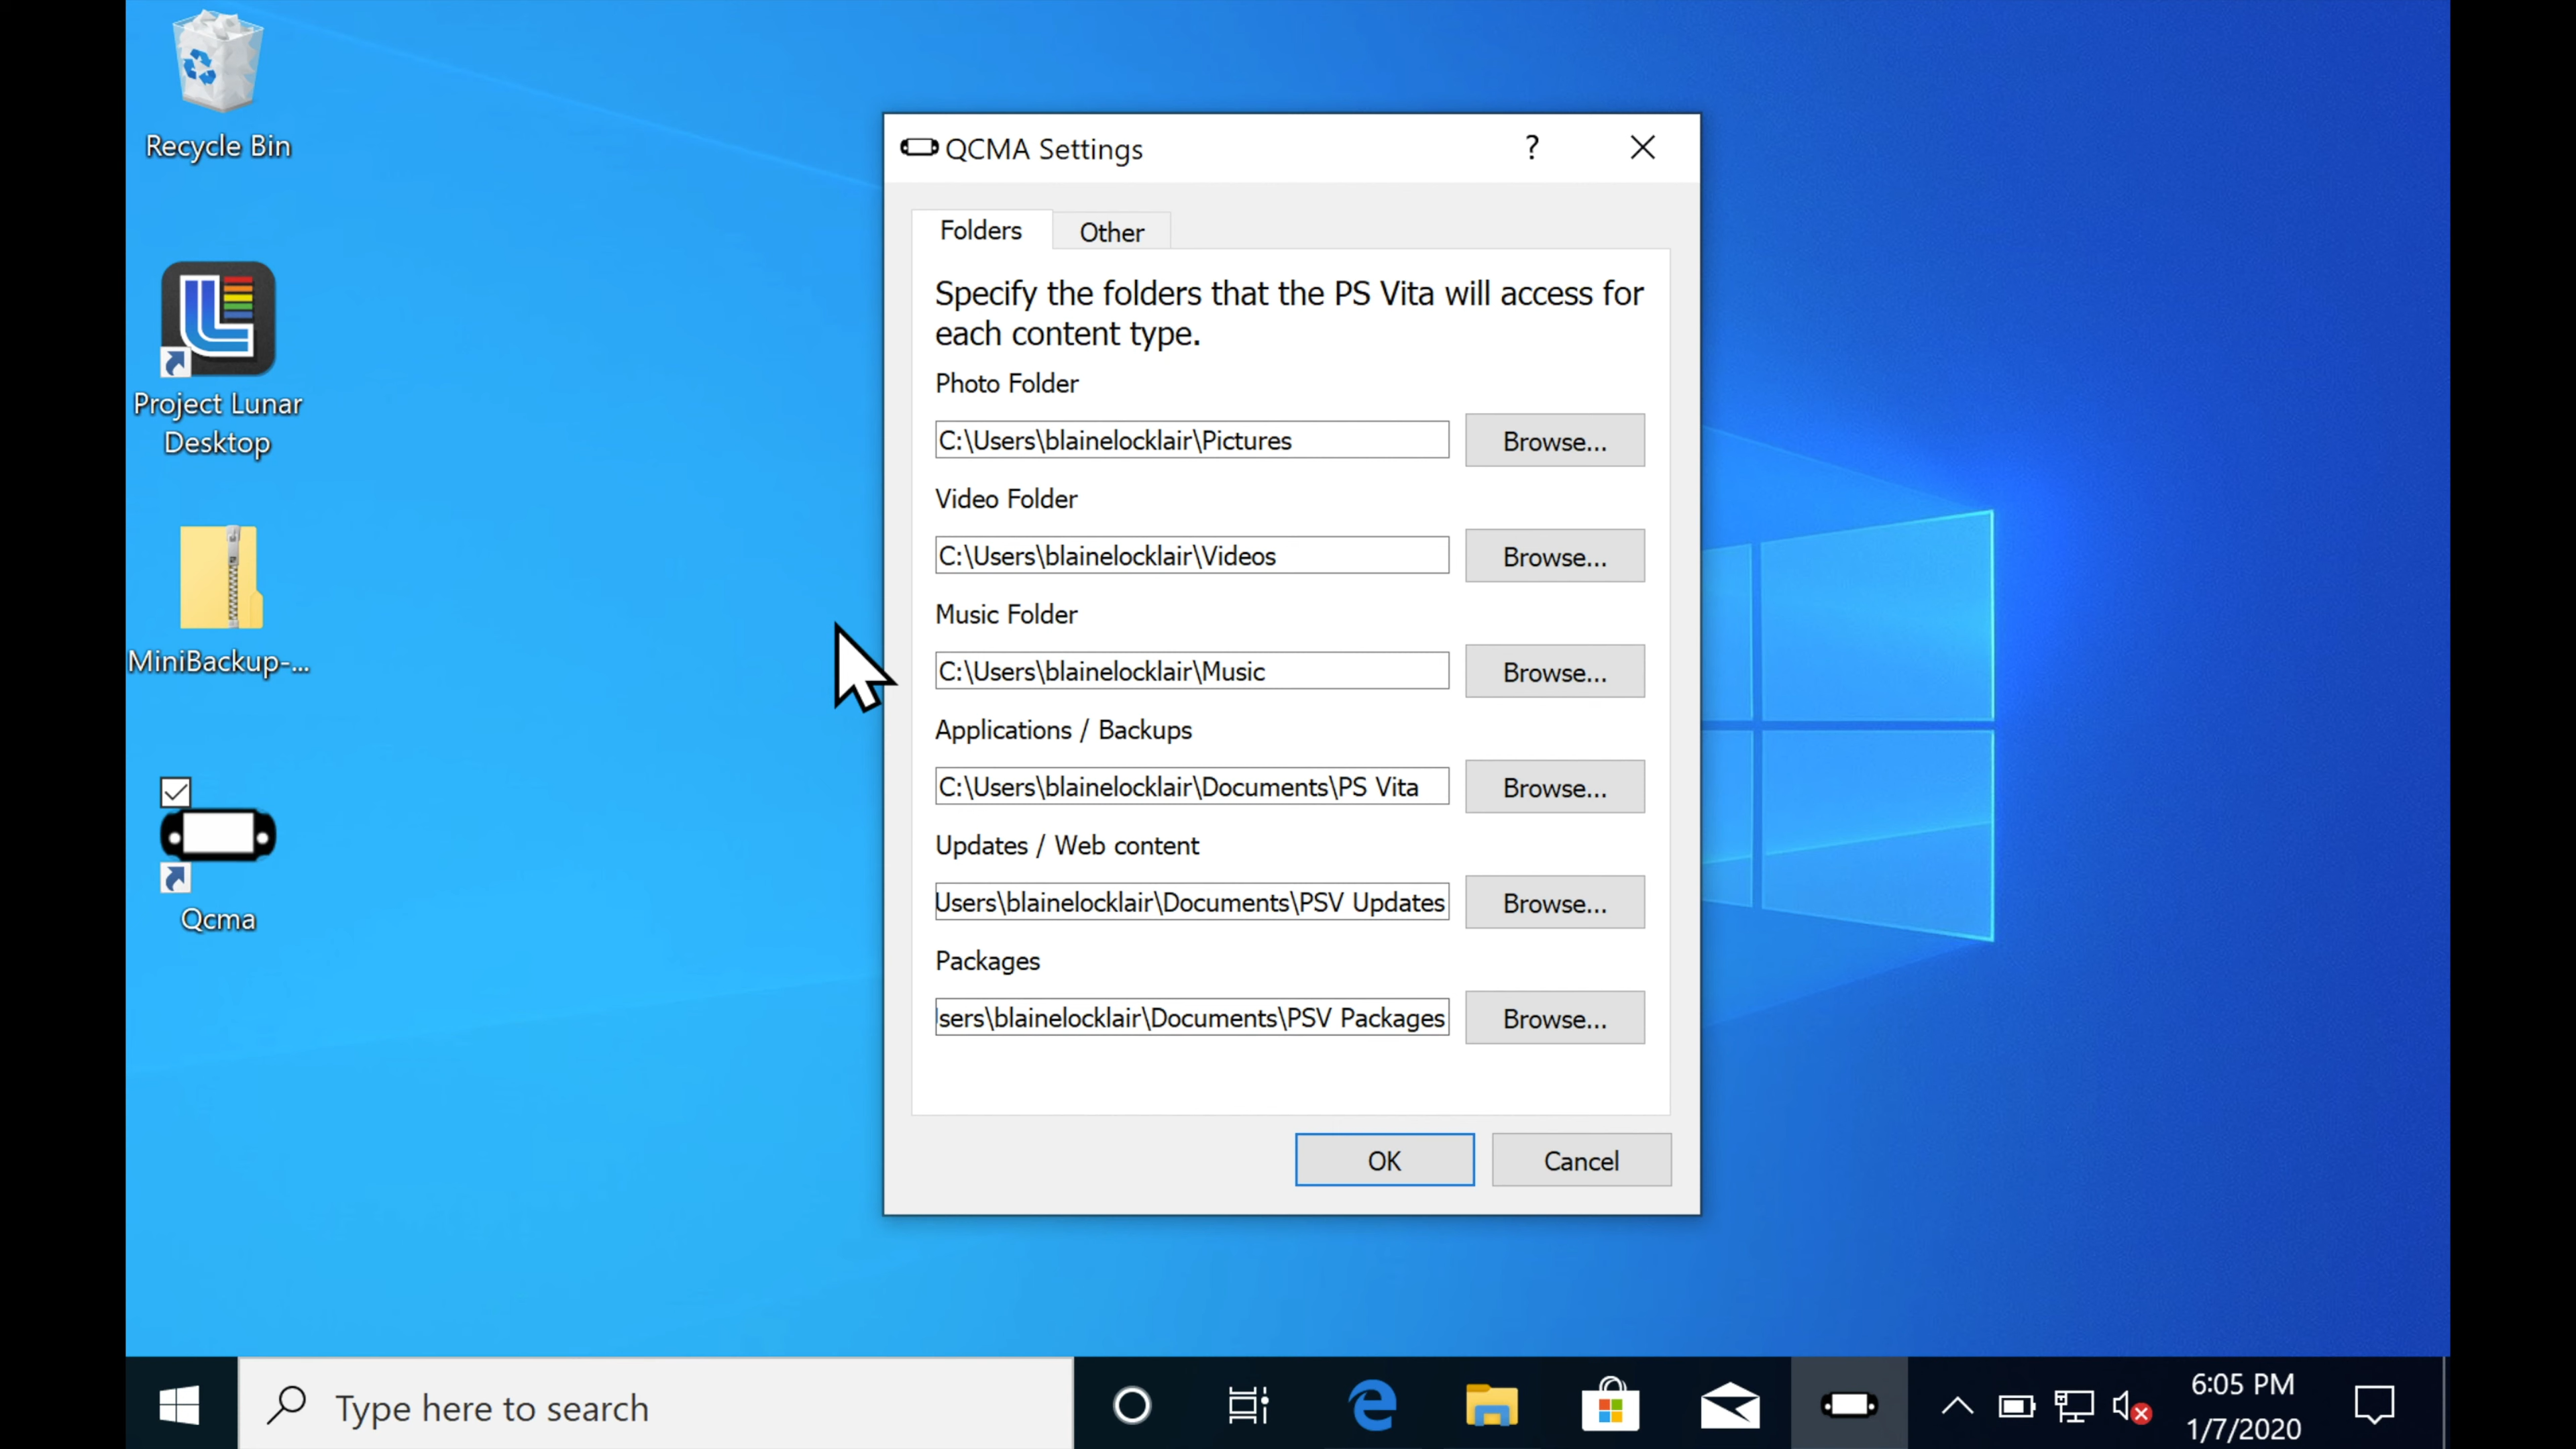 Recycle Bin
Project Lunar
Desktop
MiniBackup-...
Qcma
QCMA Settings
?
Folders
Other
Specify the folders that the PS Vita will access for
each content type.
Photo Folder
C:\Users\blainelocklair\Pictures
Browse...
Video Folder
C:\Users\blainelocklair\Videos
Browse...
Music Folder
C:\Users\blainelocklair\Music
Browse...
Applications / Backups
C:\Users\blainelocklair\Documents\PS Vita
Browse...
Updates / Web content
Users\blainelocklair\Documents\PSV Updates
Browse...
Packages
sers\blainelocklair\Documents\PSV Packages
Browse...
OK
Cancel
Type here to search
6:05 PM
1/7/2020